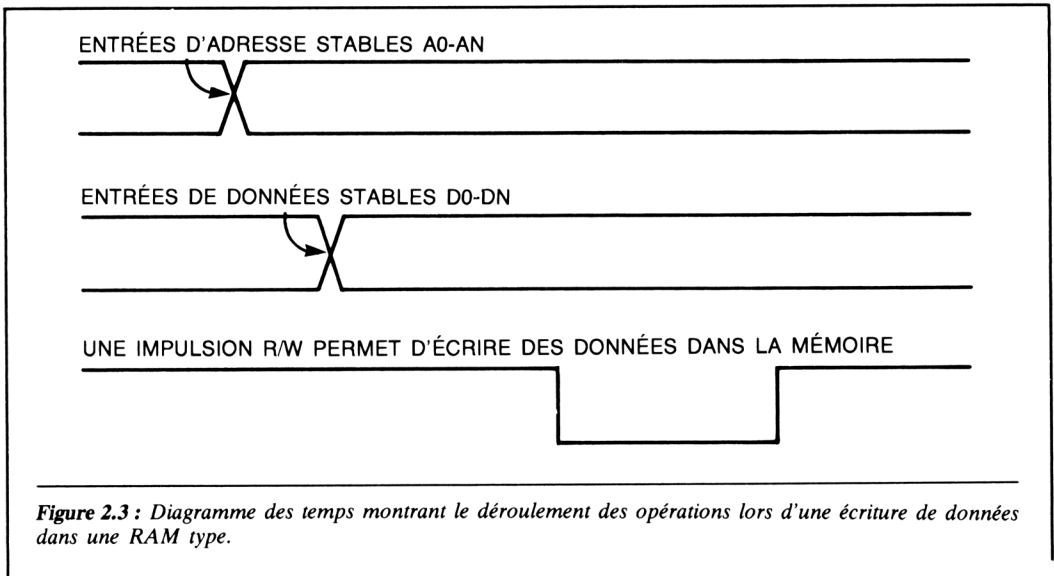 ENTRÉES D'ADRESSE STABLES A0-AN
ENTRÉES DE DONNÉES STABLES D0-DN
UNE IMPULSION R/W PERMET D'ÉCRIRE DES DONNÉES DANS LA MÉMOIRE
Figure 2.3 : Diagramme des temps montrant le déroulement des opérations lors d'une écriture de données
dans une RAM type.